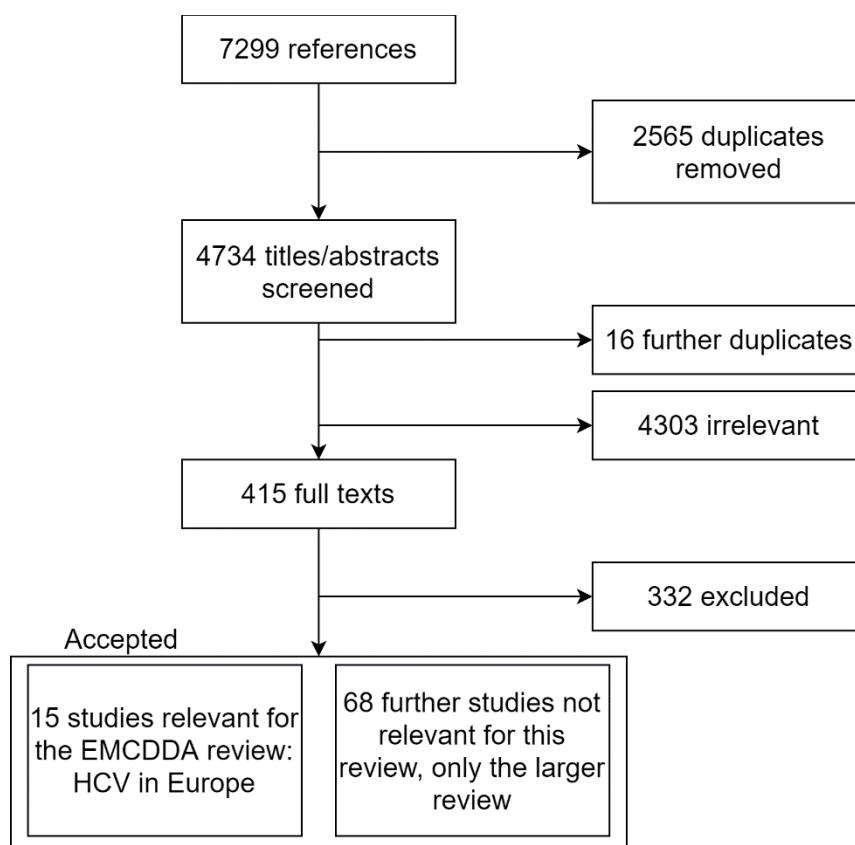 7299 references
2565 duplicates
removed
4734 titles/abstracts
screened
16 further duplicates
4303 irrelevant
415 full texts
332 excluded
Accepted
15 studies relevant for
the EMCDDA review:
HCV in Europe
68 further studies not
relevant for this
review, only the larger
review